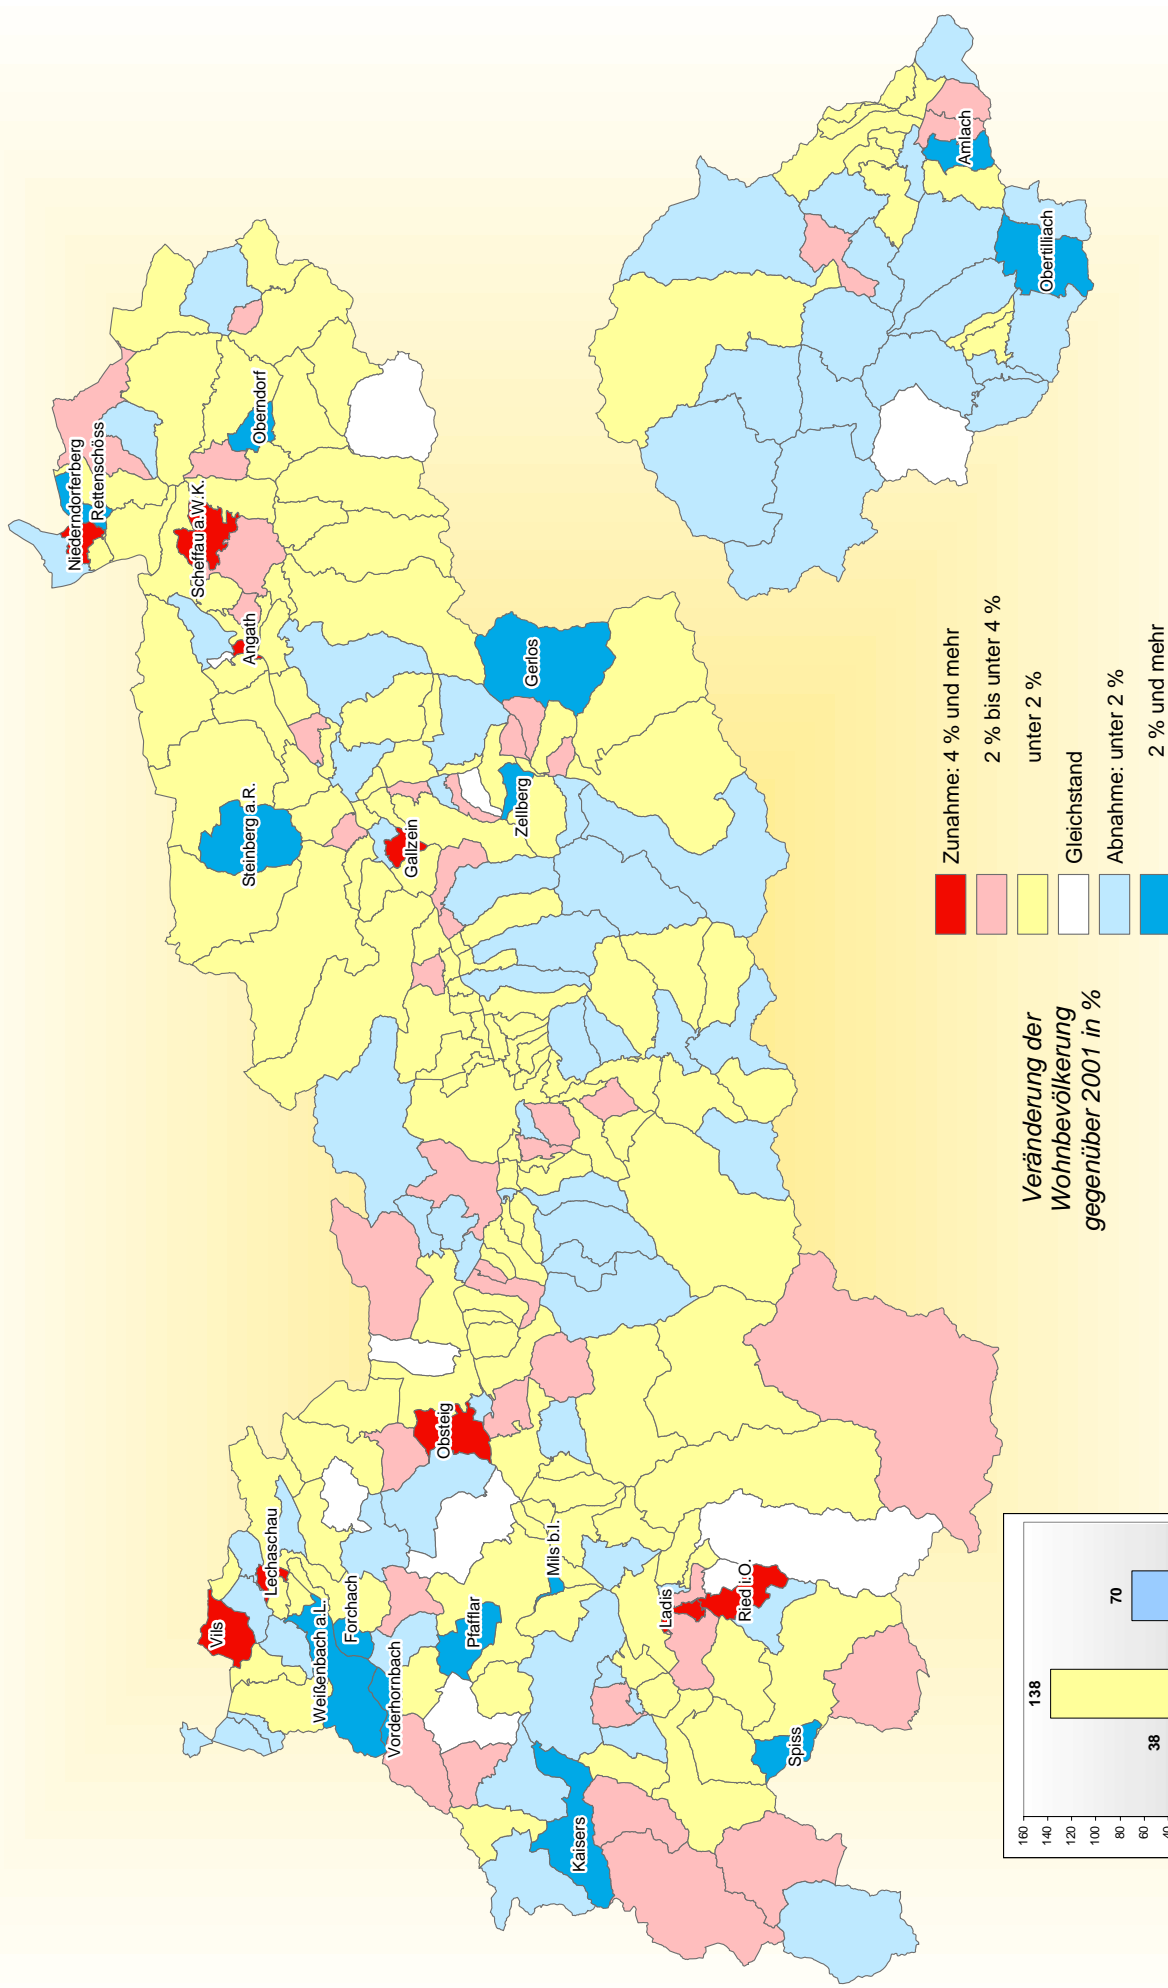 Niederndorferberg
Rettenschöss
Oberndorf
Scheffau a.W.K.
Angath
Gerlos
Steinberg a.R.
Gallzein
Zellberg
Amlach
Obertilliach
Obsteig
Lechaschau
Vils
Weißenbach a.L.
Forchach
Vorderhornbach
Pfafflar
Mils b.I.
Ladis
Ried i.O.
Spiss
Kaisers
Veränderung der
Wohnbevölkerung
gegenüber 2001 in %
Zunahme: 4 % und mehr
2 % bis unter 4 %
unter 2 %
Gleichstand
Abnahme: unter 2 %
2 % und mehr
160
140
120
100
80
60
38
138
70